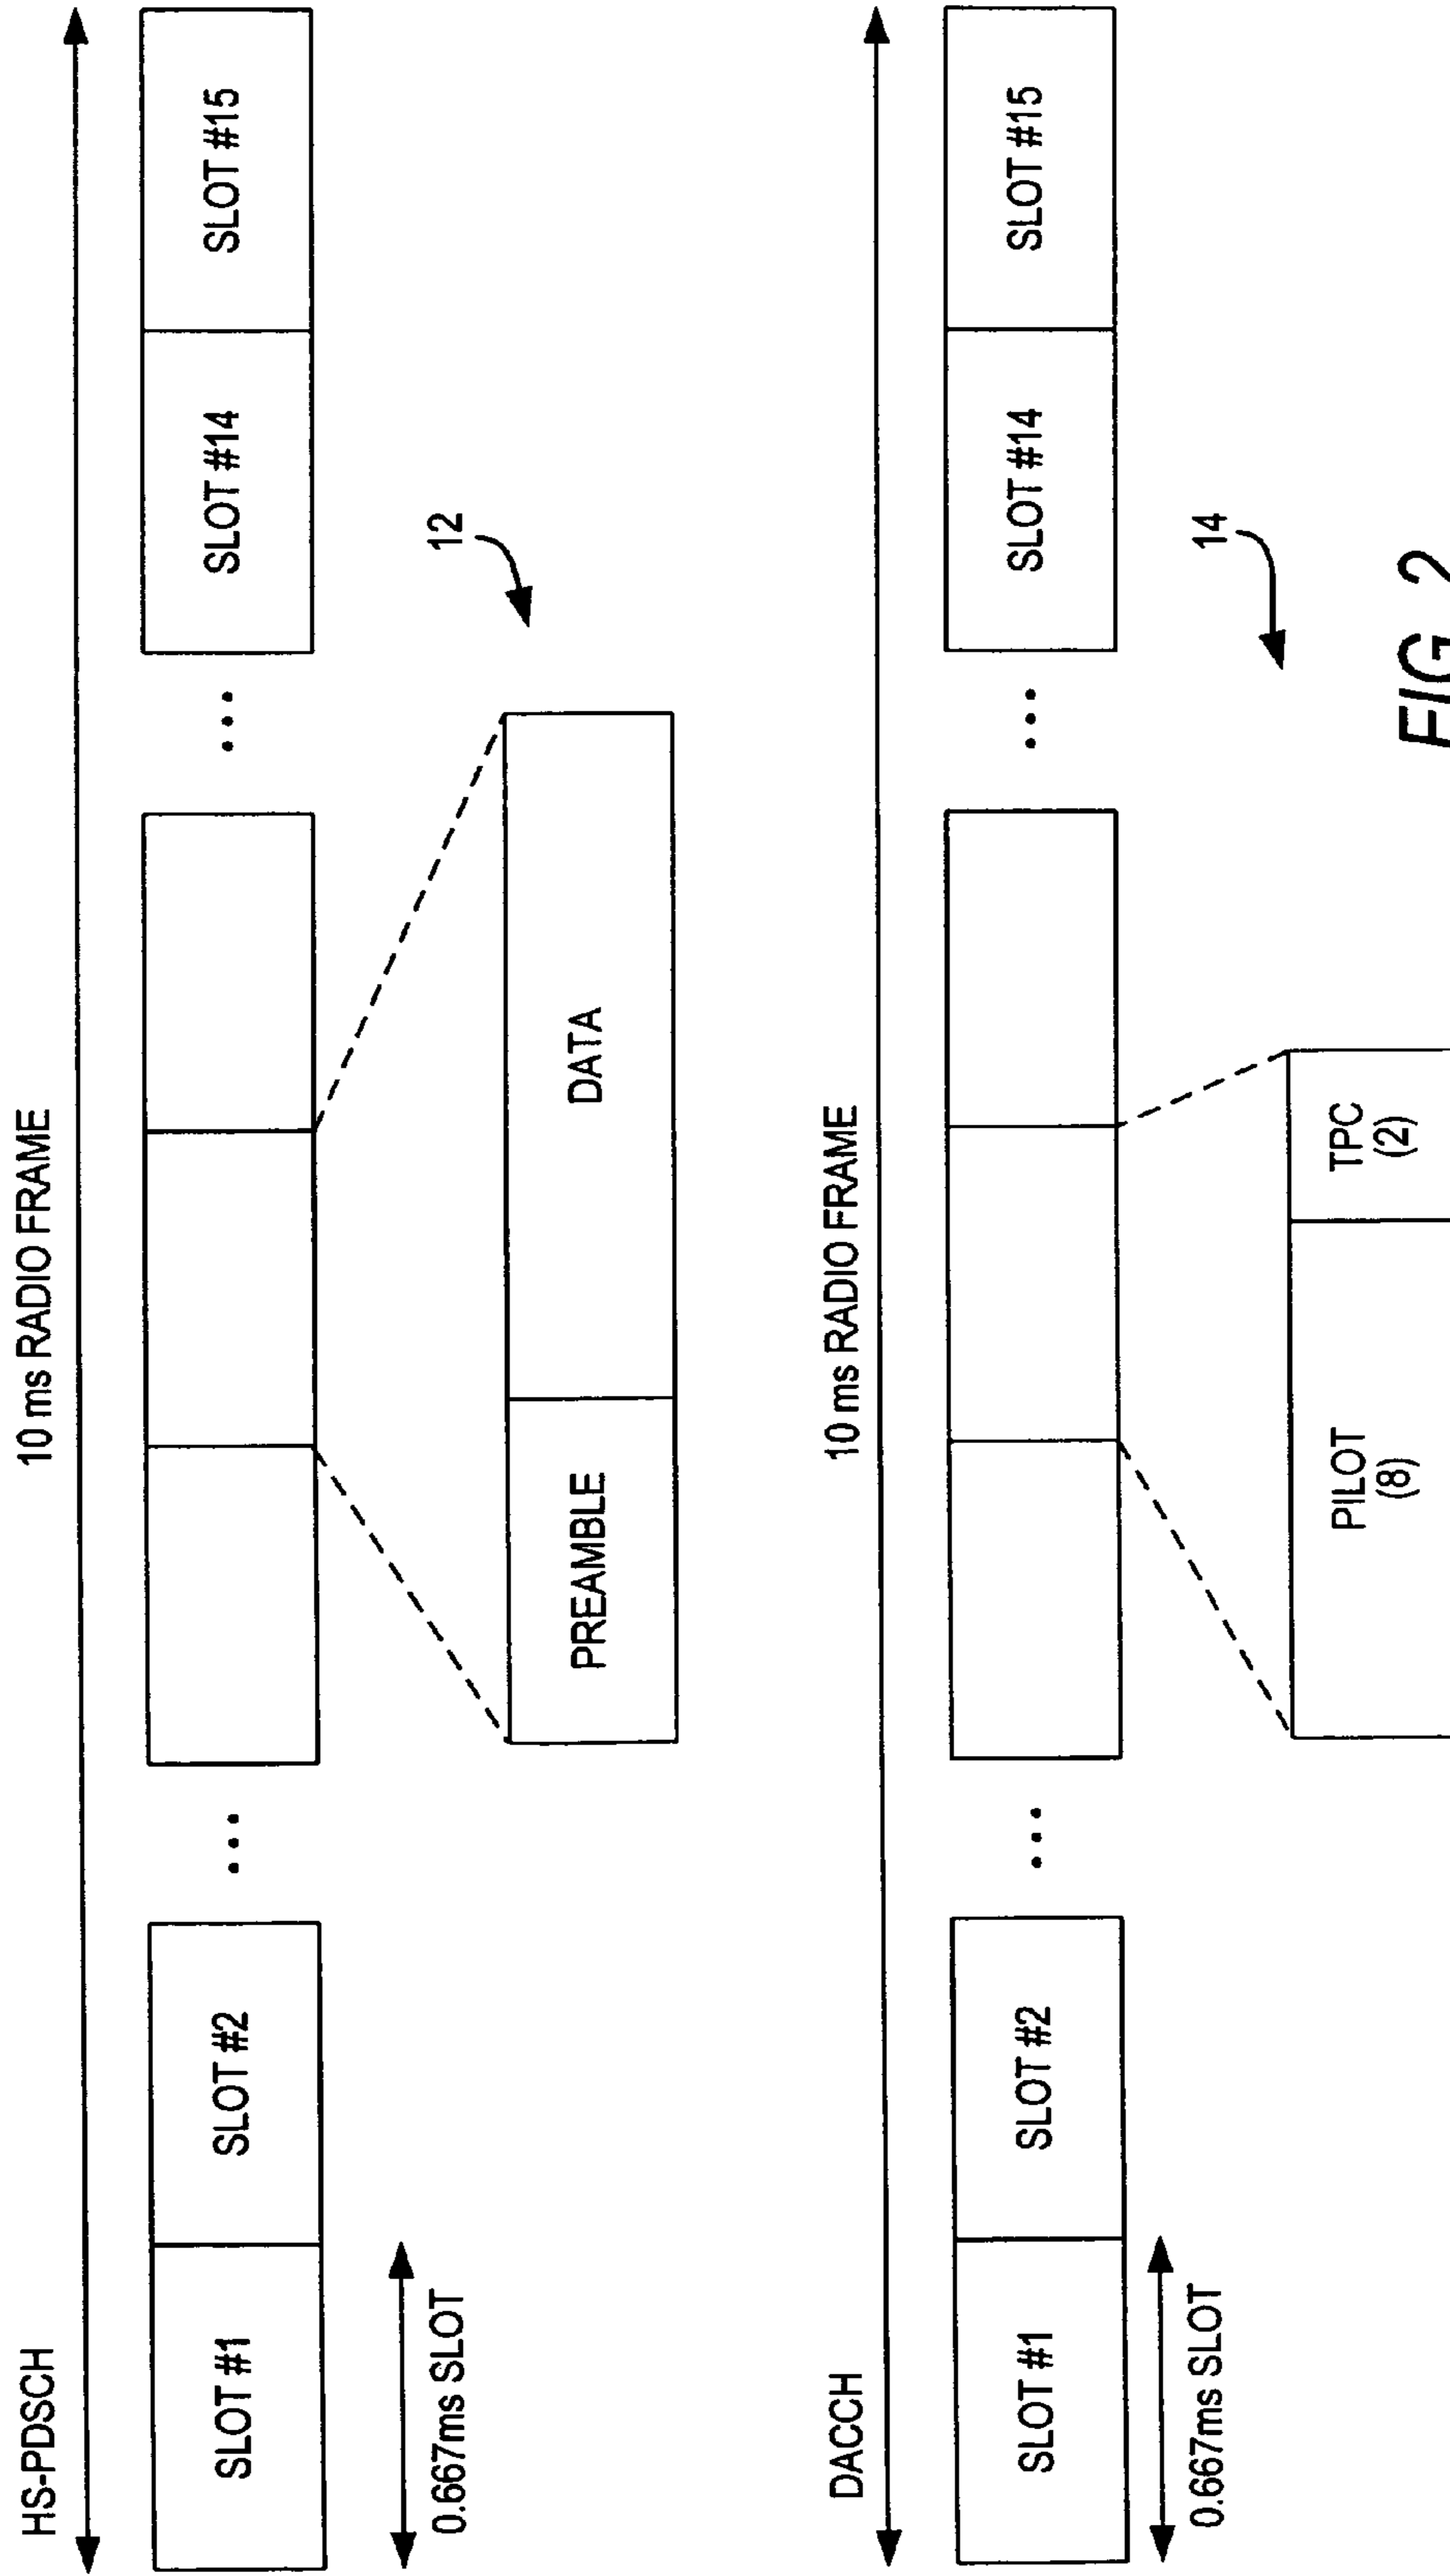 HS-PDSCH
10 ms RADIO FRAME
SLOT #1
SLOT #2
...
...
SLOT #14
SLOT #15
0.667ms SLOT
12
PREAMBLE
DATA
DACCH
10 ms RADIO FRAME
SLOT #1
SLOT #2
...
...
SLOT #14
SLOT #15
0.667ms SLOT
14
PILOT
(8)
TPC
(2)
FIG. 2